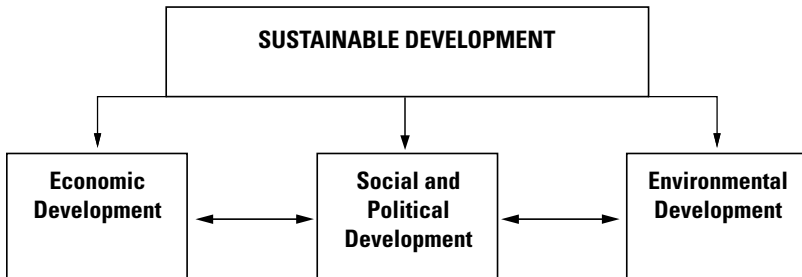 SUSTAINABLE DEVELOPMENT
Economic
Development
Social and
Political
Development
Environmental
Development